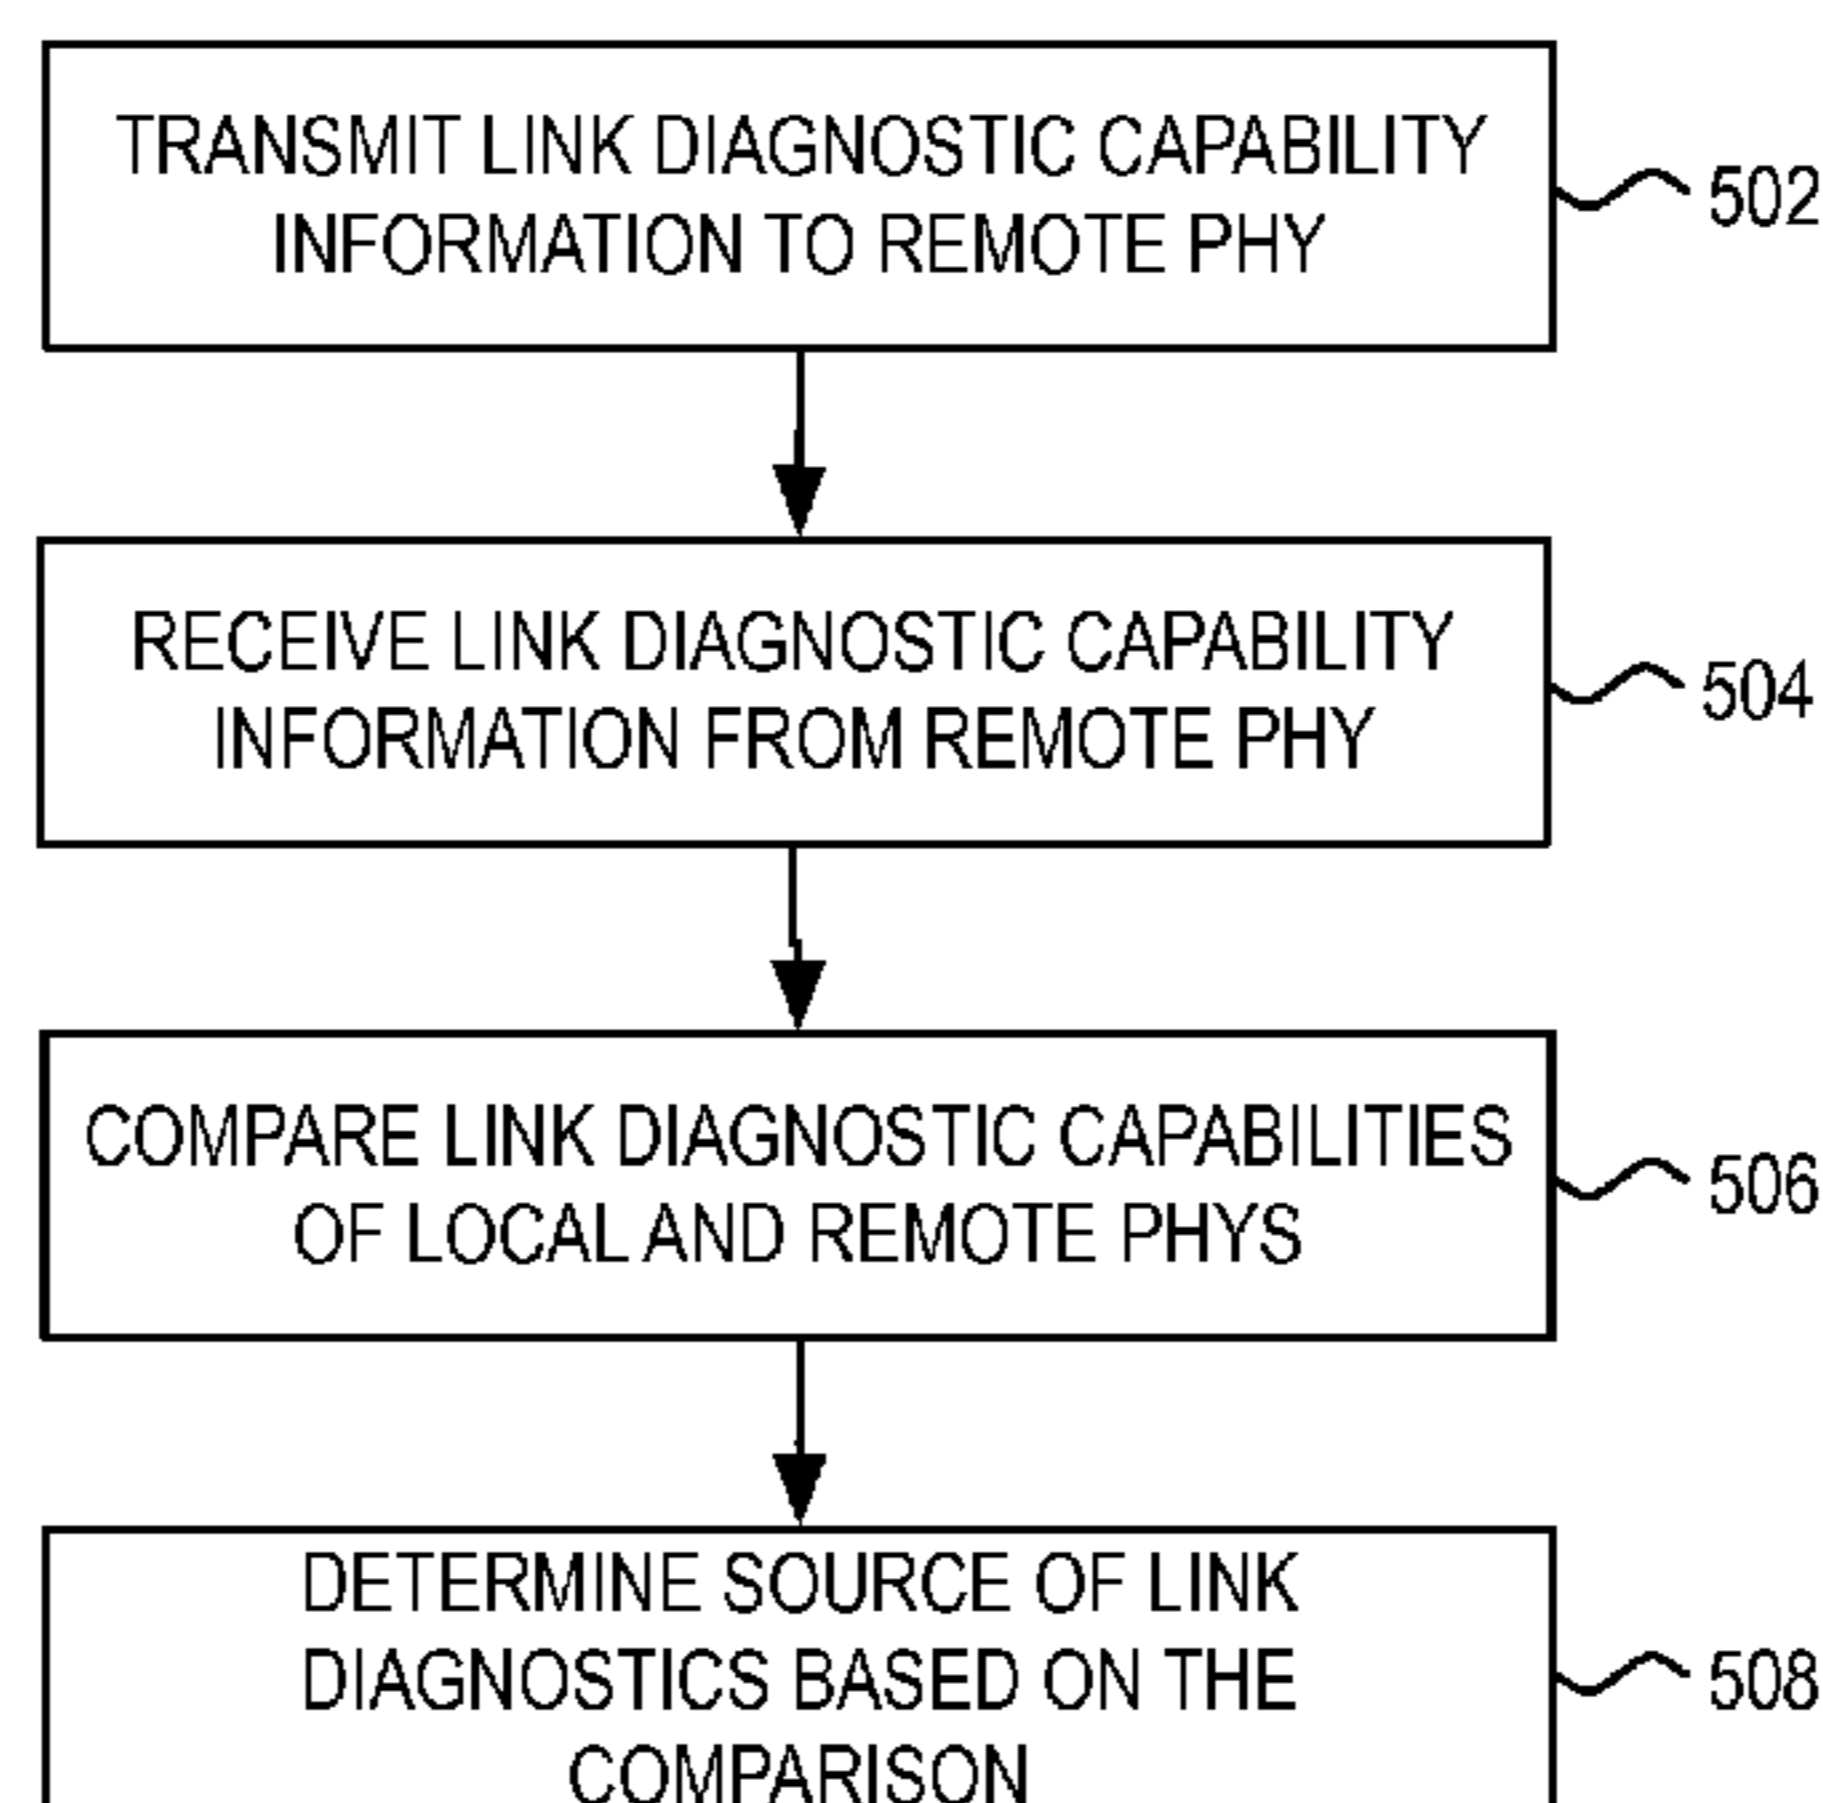 TRANSMIT LINK DIAGNOSTIC CAPABILITY
INFORMATION TO REMOTE PHY
502
RECEIVE LINK DIAGNOSTIC CAPABILITY
INFORMATION FROM REMOTE PHY
504
COMPARE LINK DIAGNOSTIC CAPABILITIES
OF LOCAL AND REMOTE PHYS
506
DETERMINE SOURCE OF LINK
DIAGNOSTICS BASED ON THE
COMPARISON
508